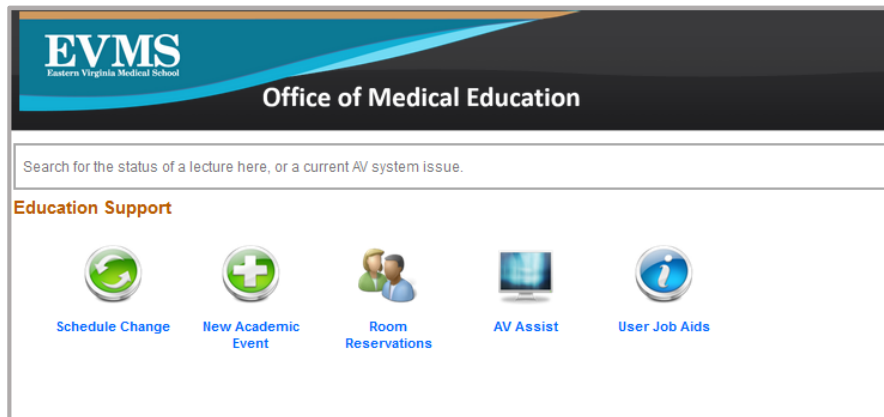 EVMS
Eastern Virginia Medical School
Office of Medical Education
Search for the status of a lecture here, or a current AV system issue.
Education Support
Schedule Change
New Academic
Event
Room
Reservations
AV Assist
User Job Aids